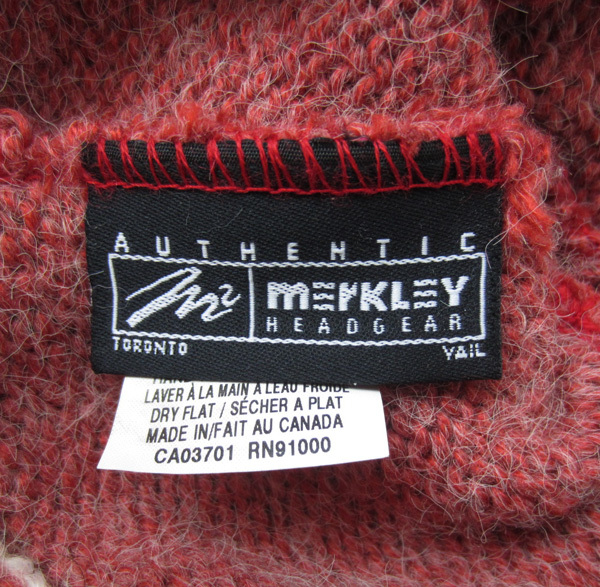 AUTHENTIC
m2 MERKLEY
HEADGEAR
TORONTO VAIL
LAVER À LA MAIN À LEAU FROIDE
DRY FLAT / SÉCHER A PLAT
MADE IN/FAIT AU CANADA
CA03701 RN91000